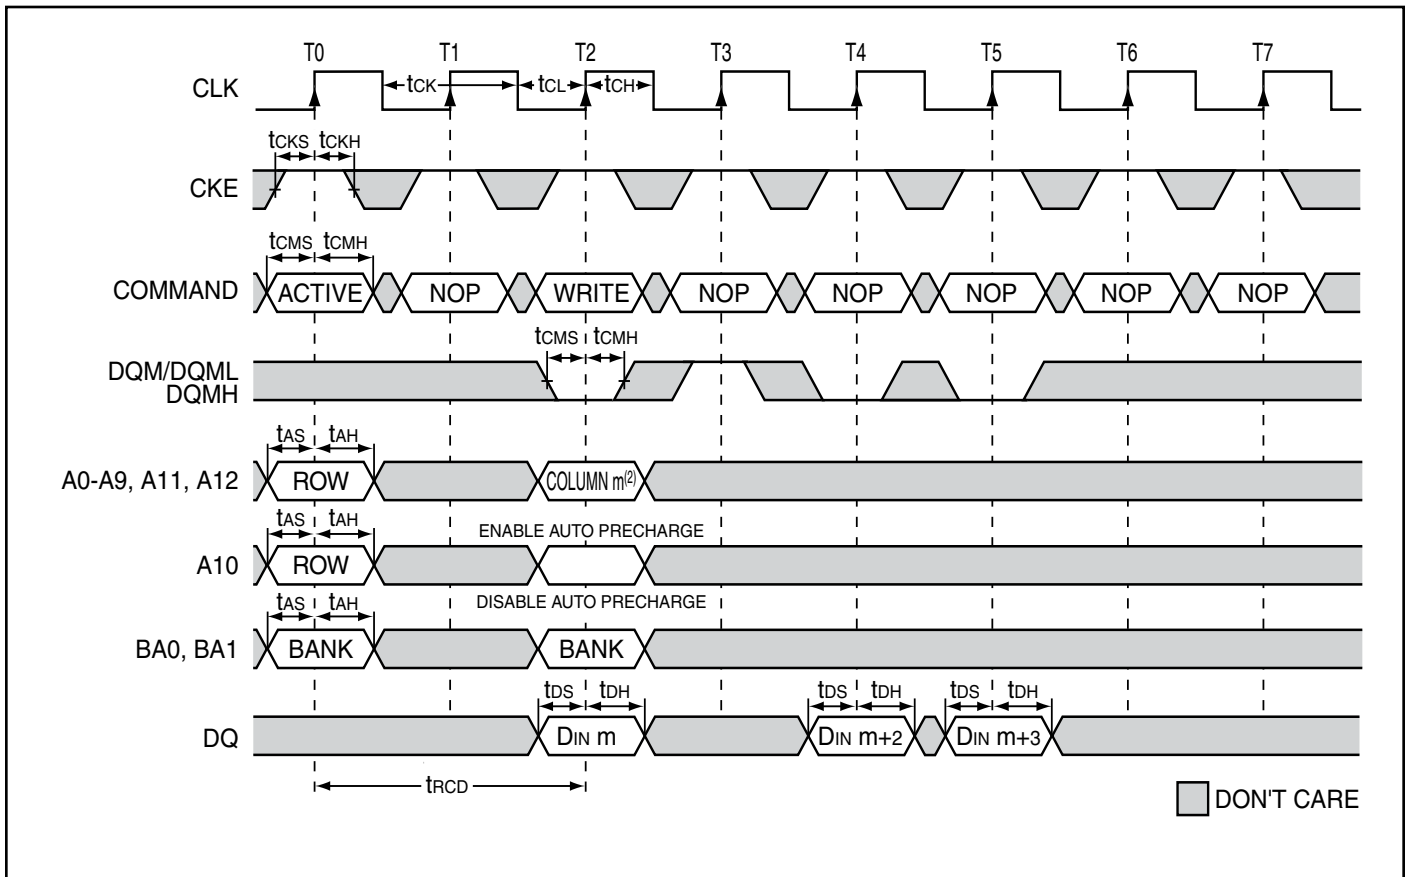 T0 T1 T2 T3 T4 T5 T6 T7
CLK tCK tCL tCH
tCKS tCKH
CKE
tCMS tCMH
COMMAND ACTIVE NOP WRITE NOP NOP NOP NOP NOP
tCMS tCMH
DQM/DQML
DQMH
tAS tAH
A0-A9, A11, A12 ROW COLUMN m(2)
tAS tAH ENABLE AUTO PRECHARGE
A10 ROW
tAS tAH DISABLE AUTO PRECHARGE
BA0, BA1 BANK BANK
tDS tDH tDS tDH tDS tDH
DQ DIN m DIN m+2 DIN m+3
tRCD
DON'T CARE